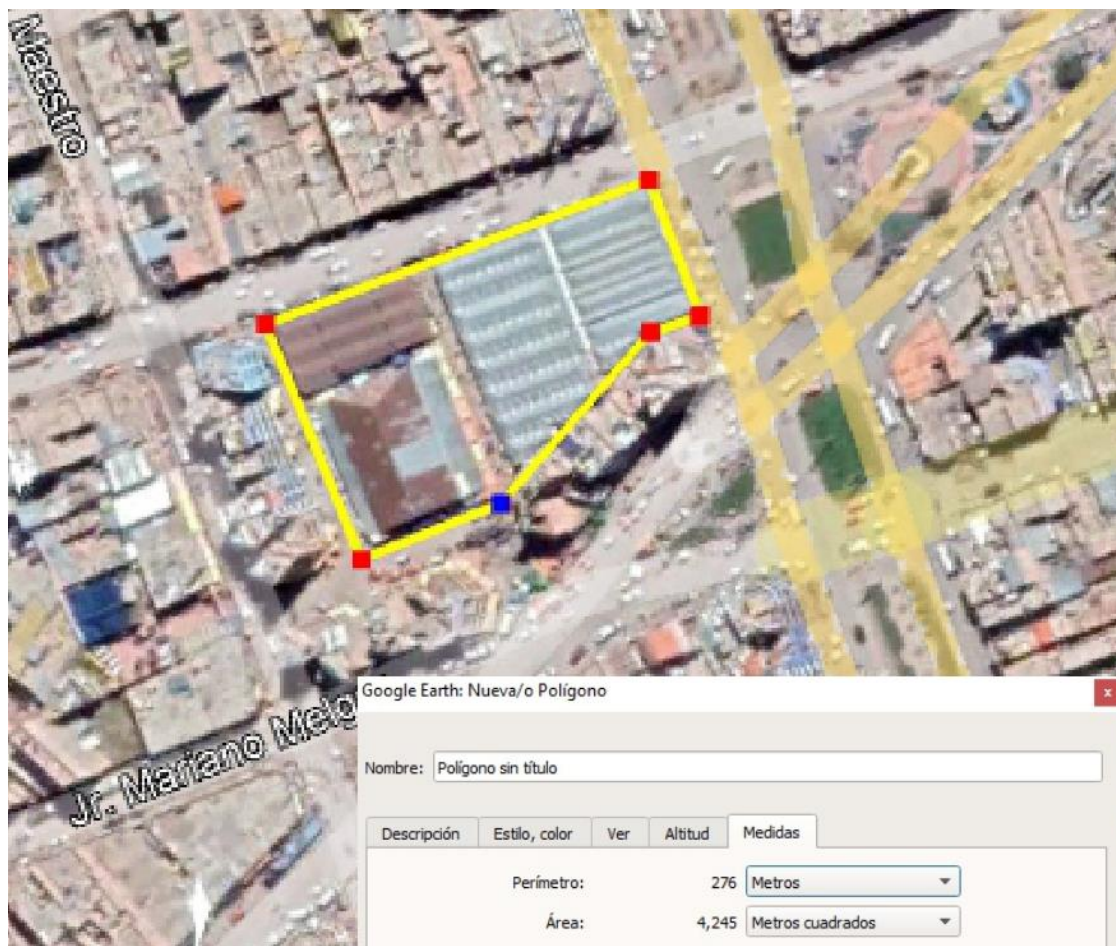 Maestro
Jr. Mariano Melg
Google Earth: Nueva/o Polígono
x
Nombre: Polígono sin título
Descripción Estilo, color Ver Altitud Medidas
Perímetro: 276 Metros
Área: 4,245 Metros cuadrados